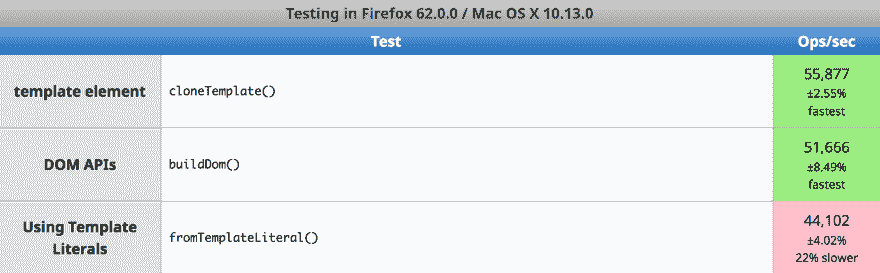 Testing in Firefox 62.0.0 / Mac OS X 10.13.0
Test Ops/sec
template element cloneTemplate() 55,877
±2.55%
fastest
DOM APIs buildDom() 51,666
±8.49%
fastest
Using Template
Literals fromTemplateLiteral() 44,102
±4.02%
22% slower